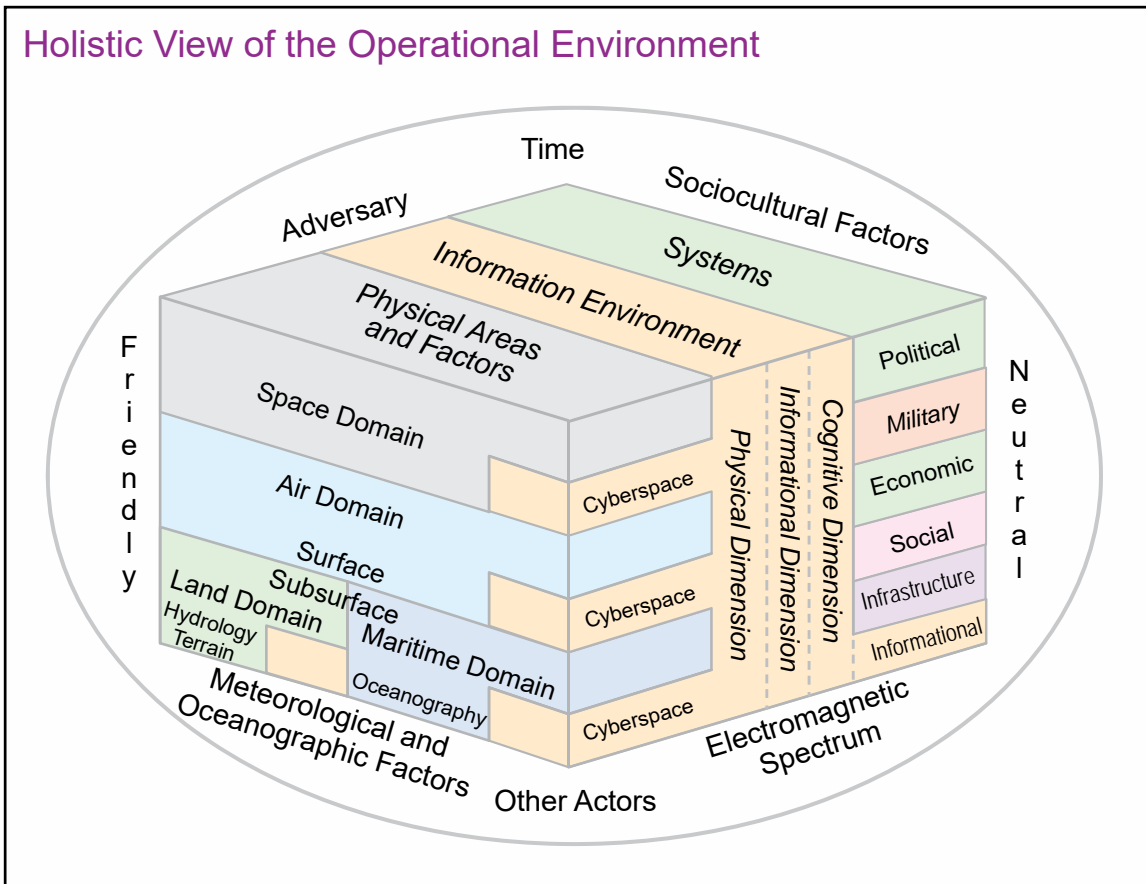 Holistic View of the Operational Environment
Time
Sociocultural Factors
Adversary
Systems
Information Environment
Physical Areas
and Factors
Friendly
Neutral
Space Domain
Air Domain
Surface
Subsurface
Land Domain
Hydrology
Terrain
Maritime Domain
Oceanography
Cyberspace
Cyberspace
Cyberspace
Physical Dimension
Informational Dimension
Cognitive Dimension
Political
Military
Economic
Social
Infrastructure
Informational
Meteorological and
Oceanographic Factors
Electromagnetic
Spectrum
Other Actors